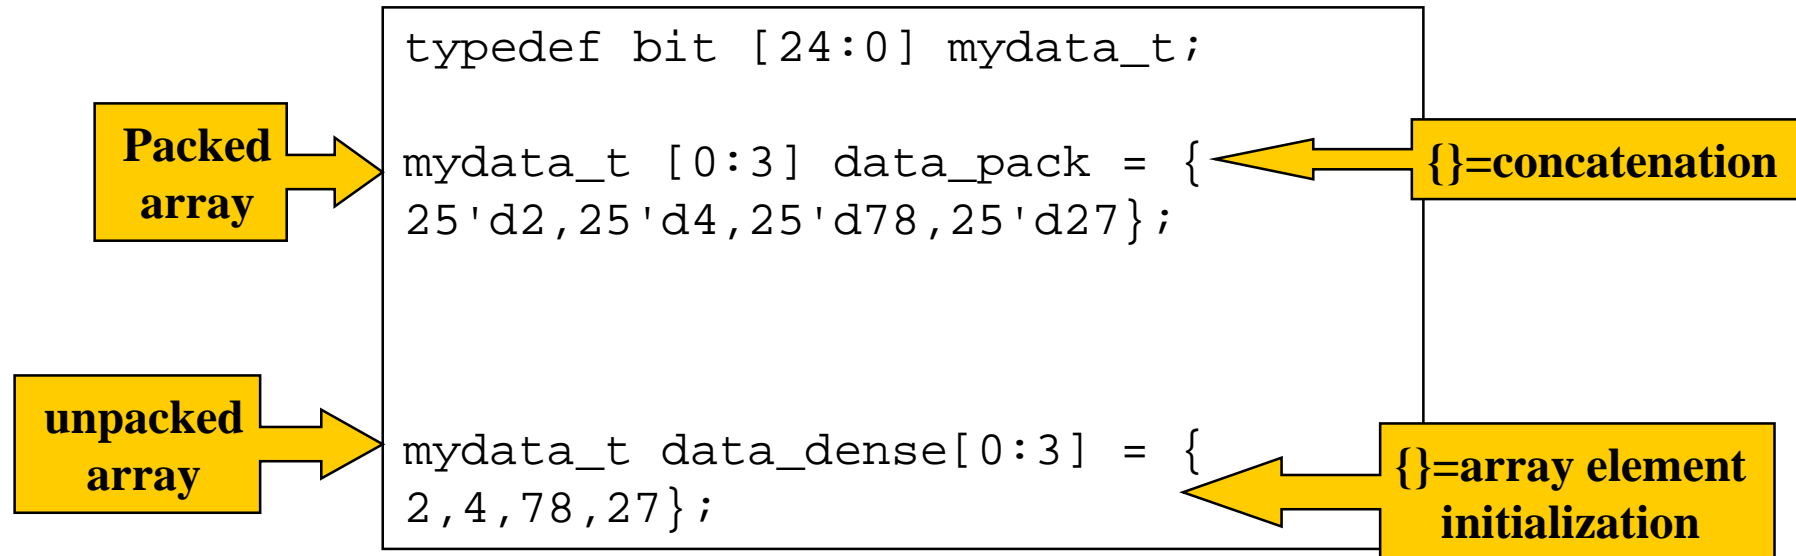 typedef bit [24:0] mydata_t;
Packed
array
mydata_t [0:3] data_pack = {
25'd2,25'd4,25'd78,25'd27};
{}=concatenation
unpacked
array
mydata_t data_dense[0:3] = {
2,4,78,27};
{}=array element
initialization